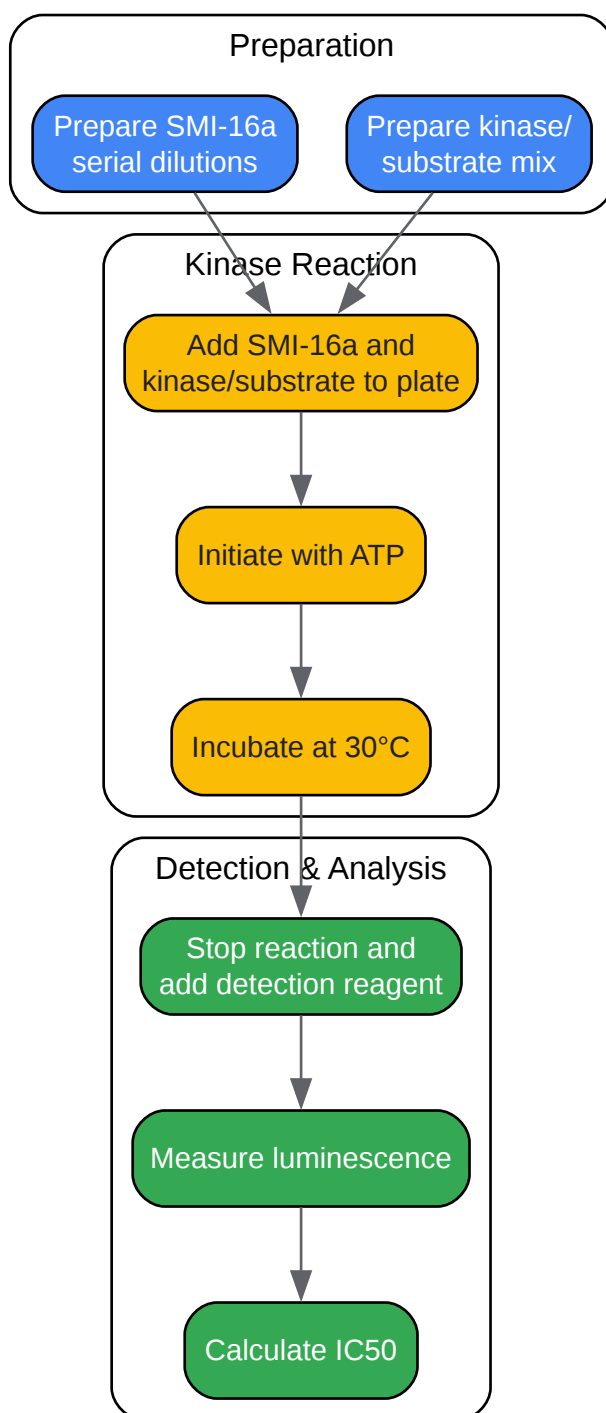 Preparation
Prepare SMI-16a
serial dilutions
Prepare kinase/
substrate mix
Kinase Reaction
Add SMI-16a and
kinase/substrate to plate
Initiate with ATP
Incubate at 30°C
Detection & Analysis
Stop reaction and
add detection reagent
Measure luminescence
Calculate IC50